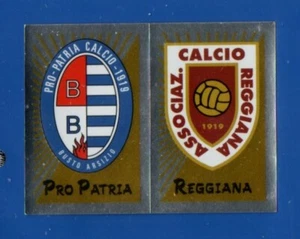 PRO-PATRIA CALCIO-1919
B
B
BUSTO ARSIZIO
PRO PATRIA
CALCIO
REGGIANA
ASSOCIAZ.
1919
REGGIANA